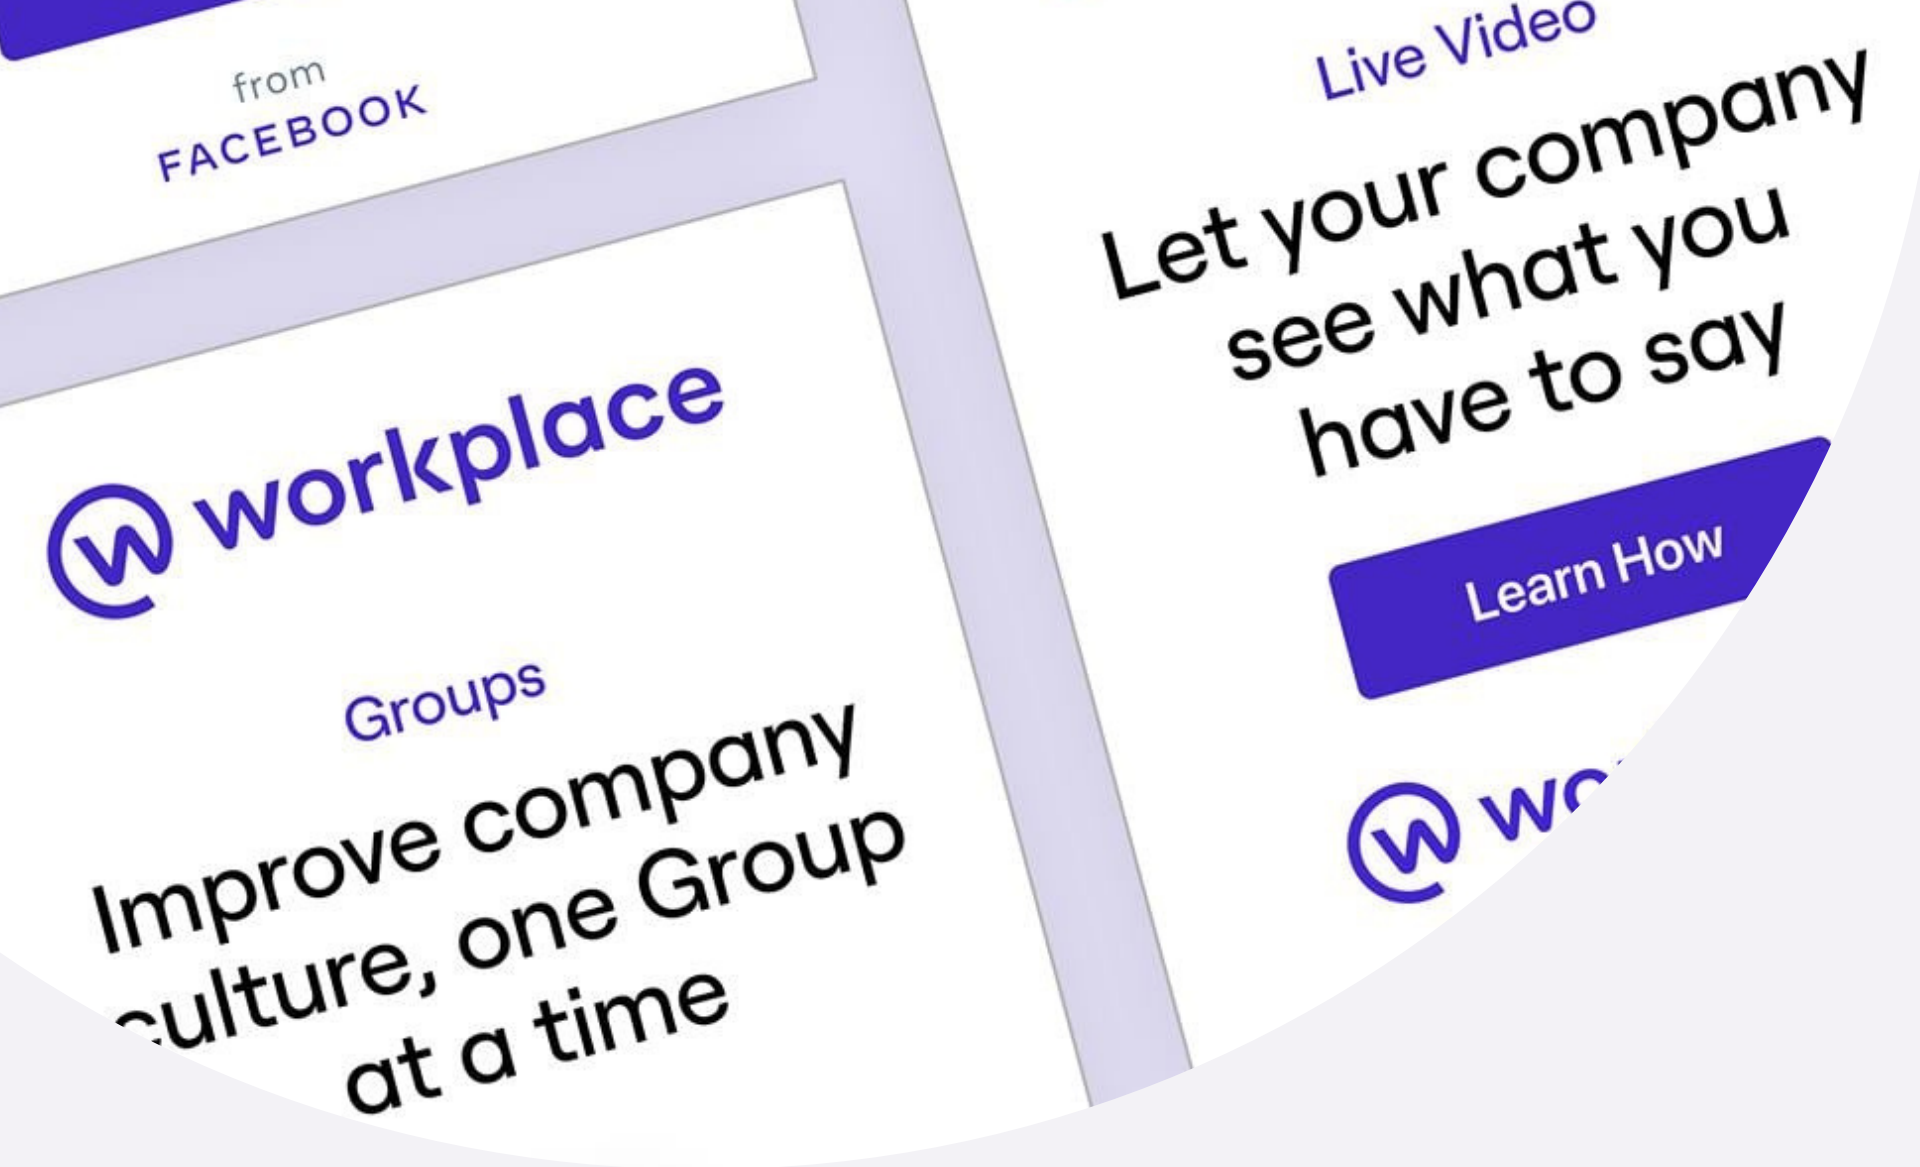 from
FACEBOOK
workplace
Groups
Improve company
culture, one Group
at a time
Live Video
Let your company
see what you
have to say
Learn How